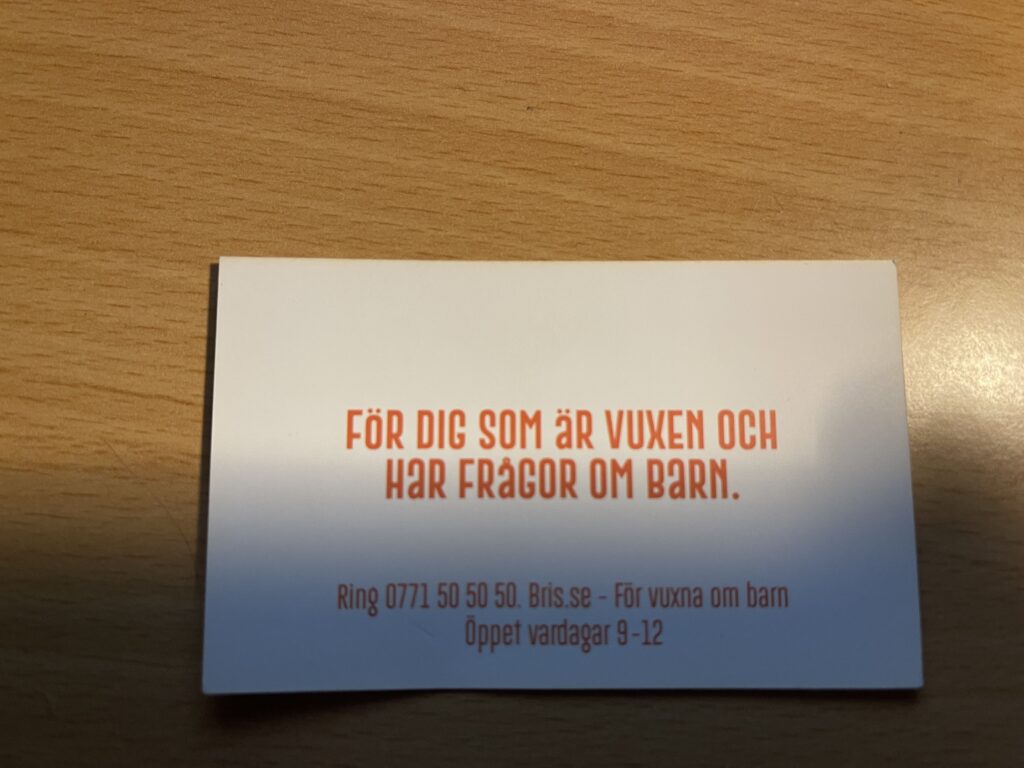 FÖR DIG SOM äR VUXEN OCH
HaR FRåGOR OM BaRN.
Ring 0771 50 50 50. Bris.se - För vuxna om barn
Öppet vardagar 9-12